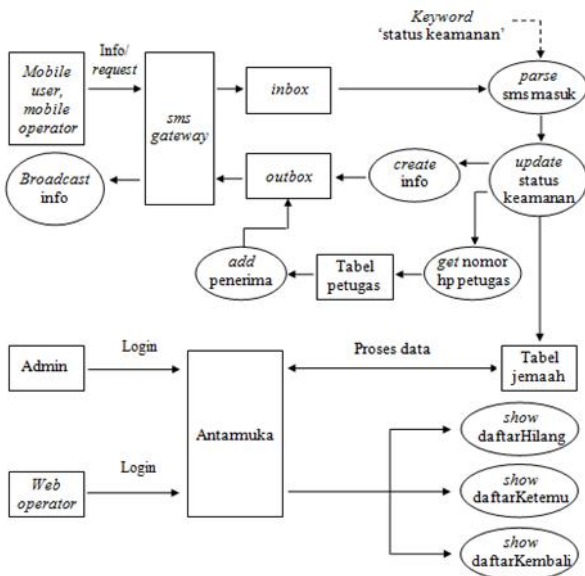 Keyword
'status keamanan'
Info/
request
Mobile
user,
mobile
operator
sms
gateway
inbox
parse
sms masuk
Broadcast
info
outbox
create
info
update
status
keamanan
add
penerima
Tabel
petugas
get nomor
hp petugas
Admin
Login
Antarmuka
Proses data
Tabel
jemaah
Web
operator
Login
show
daftarHilang
show
daftarKetemu
show
daftarKembali